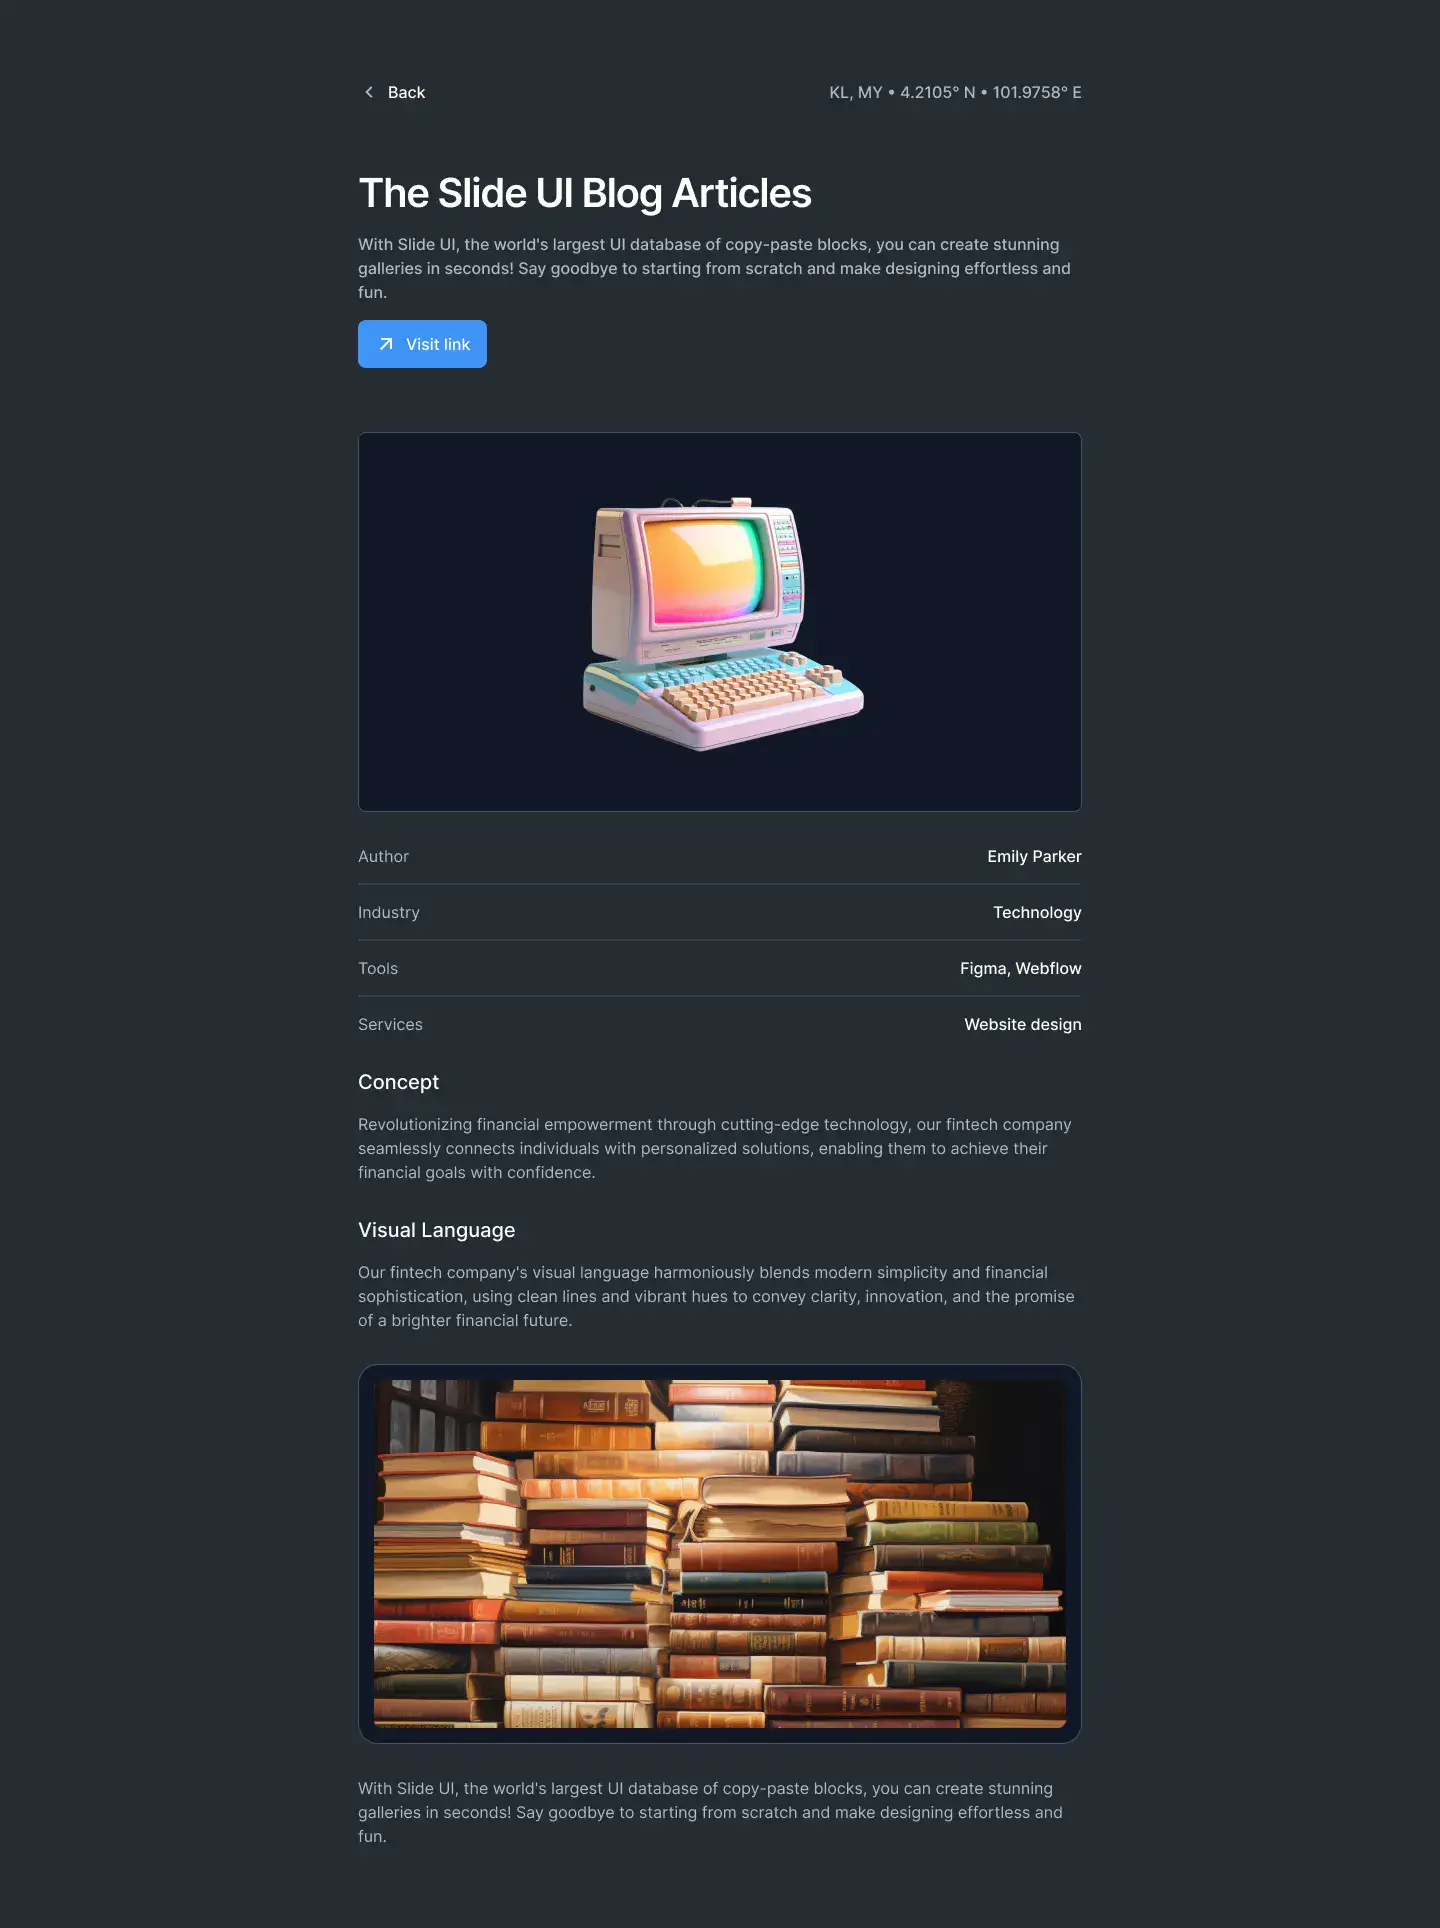 Back
KL, MY • 4.2105° N • 101.9758° E
The Slide UI Blog Articles
With Slide UI, the world's largest UI database of copy-paste blocks, you can create stunning
galleries in seconds! Say goodbye to starting from scratch and make designing effortless and
fun.
Visit link
Author
Emily Parker
Industry
Technology
Tools
Figma, Webflow
Services
Website design
Concept
Revolutionizing financial empowerment through cutting-edge technology, our fintech company
seamlessly connects individuals with personalized solutions, enabling them to achieve their
financial goals with confidence.
Visual Language
Our fintech company's visual language harmoniously blends modern simplicity and financial
sophistication, using clean lines and vibrant hues to convey clarity, innovation, and the promise
of a brighter financial future.
With Slide UI, the world's largest UI database of copy-paste blocks, you can create stunning
galleries in seconds! Say goodbye to starting from scratch and make designing effortless and
fun.